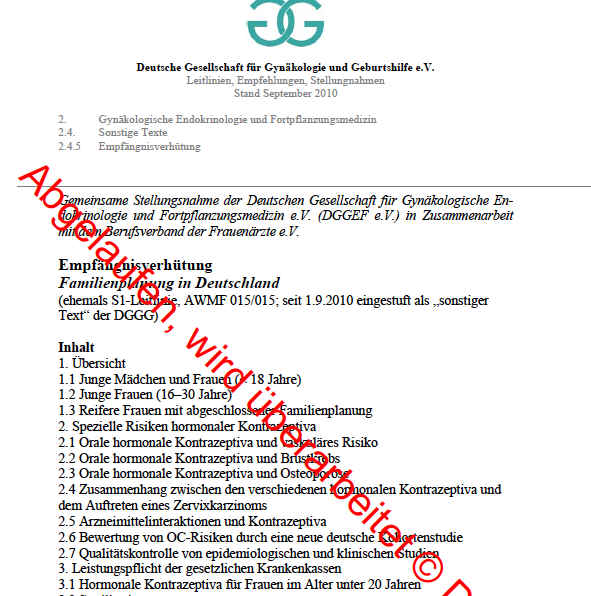 Deutsche Gesellschaft für Gynäkologie und Geburtshilfe e.V.
Leitlinien, Empfehlungen, Stellungnahmen
Stand September 2010
2. Gynäkologische Endokrinologie und Fortpflanzungsmedizin
2.4. Sonstige Texte
2.4.5 Empfängnisverhütung
Gemeinsame Stellungsnahme der Deutschen Gesellschaft für Gynäkologische En-
dokrinologie und Fortpflanzungsmedizin e.V. (DGGEF e.V.) in Zusammenarbeit
mit dem Berufsverband der Frauenärzte e.V.
Empfängnisverhütung
Familienplanung in Deutschland
(ehemals S1-Leitlinie, AWMF 015/015; seit 1.9.2010 eingestuft als „sonstiger
Text“ der DGGG)
Inhalt
1. Übersicht
1.1 Junge Mädchen und Frauen (< 18 Jahre)
1.2 Junge Frauen (16–30 Jahre)
1.3 Reifere Frauen mit abgeschlossener Familienplanung
2. Spezielle Risiken hormonaler Kontrazeptiva
2.1 Orale hormonale Kontrazeptiva und vaskuläres Risiko
2.2 Orale hormonale Kontrazeptiva und Brustkrebs
2.3 Orale hormonale Kontrazeptiva und Osteoporose
2.4 Zusammenhang zwischen den verschiedenen hormonalen Kontrazeptiva und
dem Auftreten eines Zervixkarzinoms
2.5 Arzneimittelinteraktionen und Kontrazeptiva
2.6 Bewertung von OC-Risiken durch eine neue deutsche Kohortenstudie
2.7 Qualitätskontrolle von epidemiologischen und klinischen Studien
3. Leistungspflicht der gesetzlichen Krankenkassen
3.1 Hormonale Kontrazeptiva für Frauen im Alter unter 20 Jahren
Abgelaufen, wird überarbeitet ©